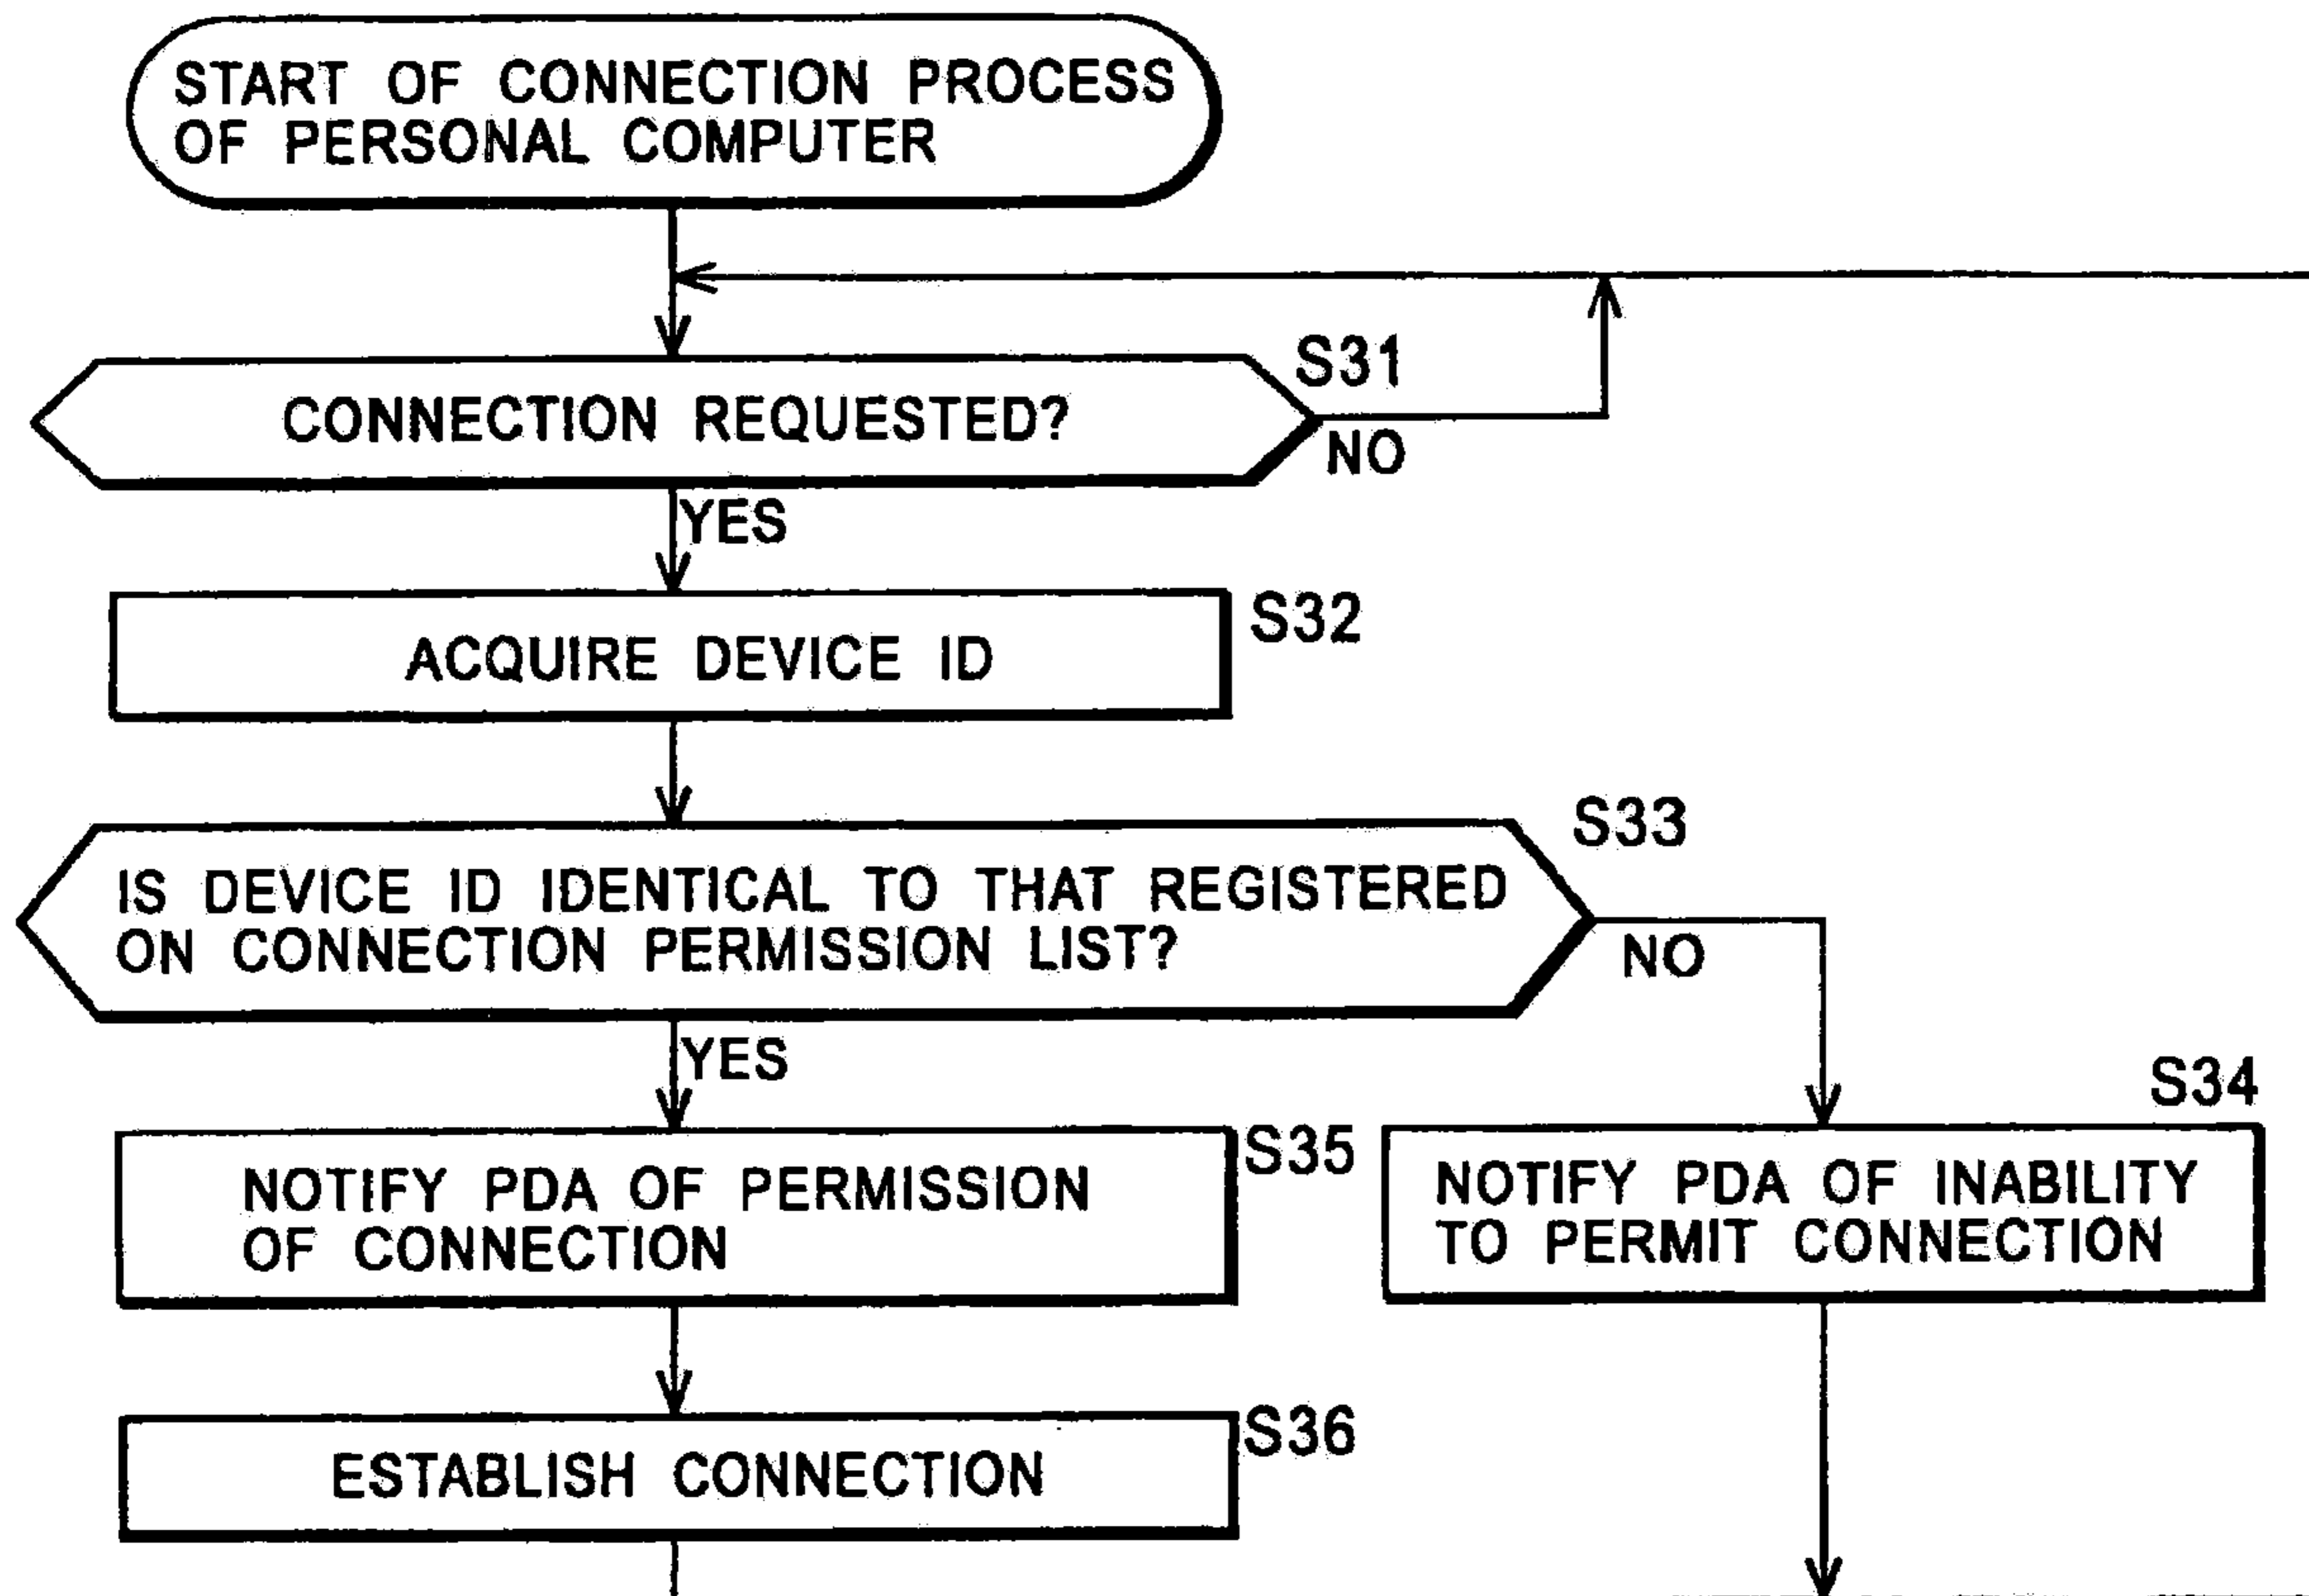 START OF CONNECTION PROCESS
OF PERSONAL COMPUTER
S31
CONNECTION REQUESTED?
NO
YES
S32
ACQUIRE DEVICE ID
S33
IS DEVICE ID IDENTICAL TO THAT REGISTERED
ON CONNECTION PERMISSION LIST?
NO
YES
S35
NOTIFY PDA OF PERMISSION
OF CONNECTION
S34
NOTIFY PDA OF INABILITY
TO PERMIT CONNECTION
S36
ESTABLISH CONNECTION